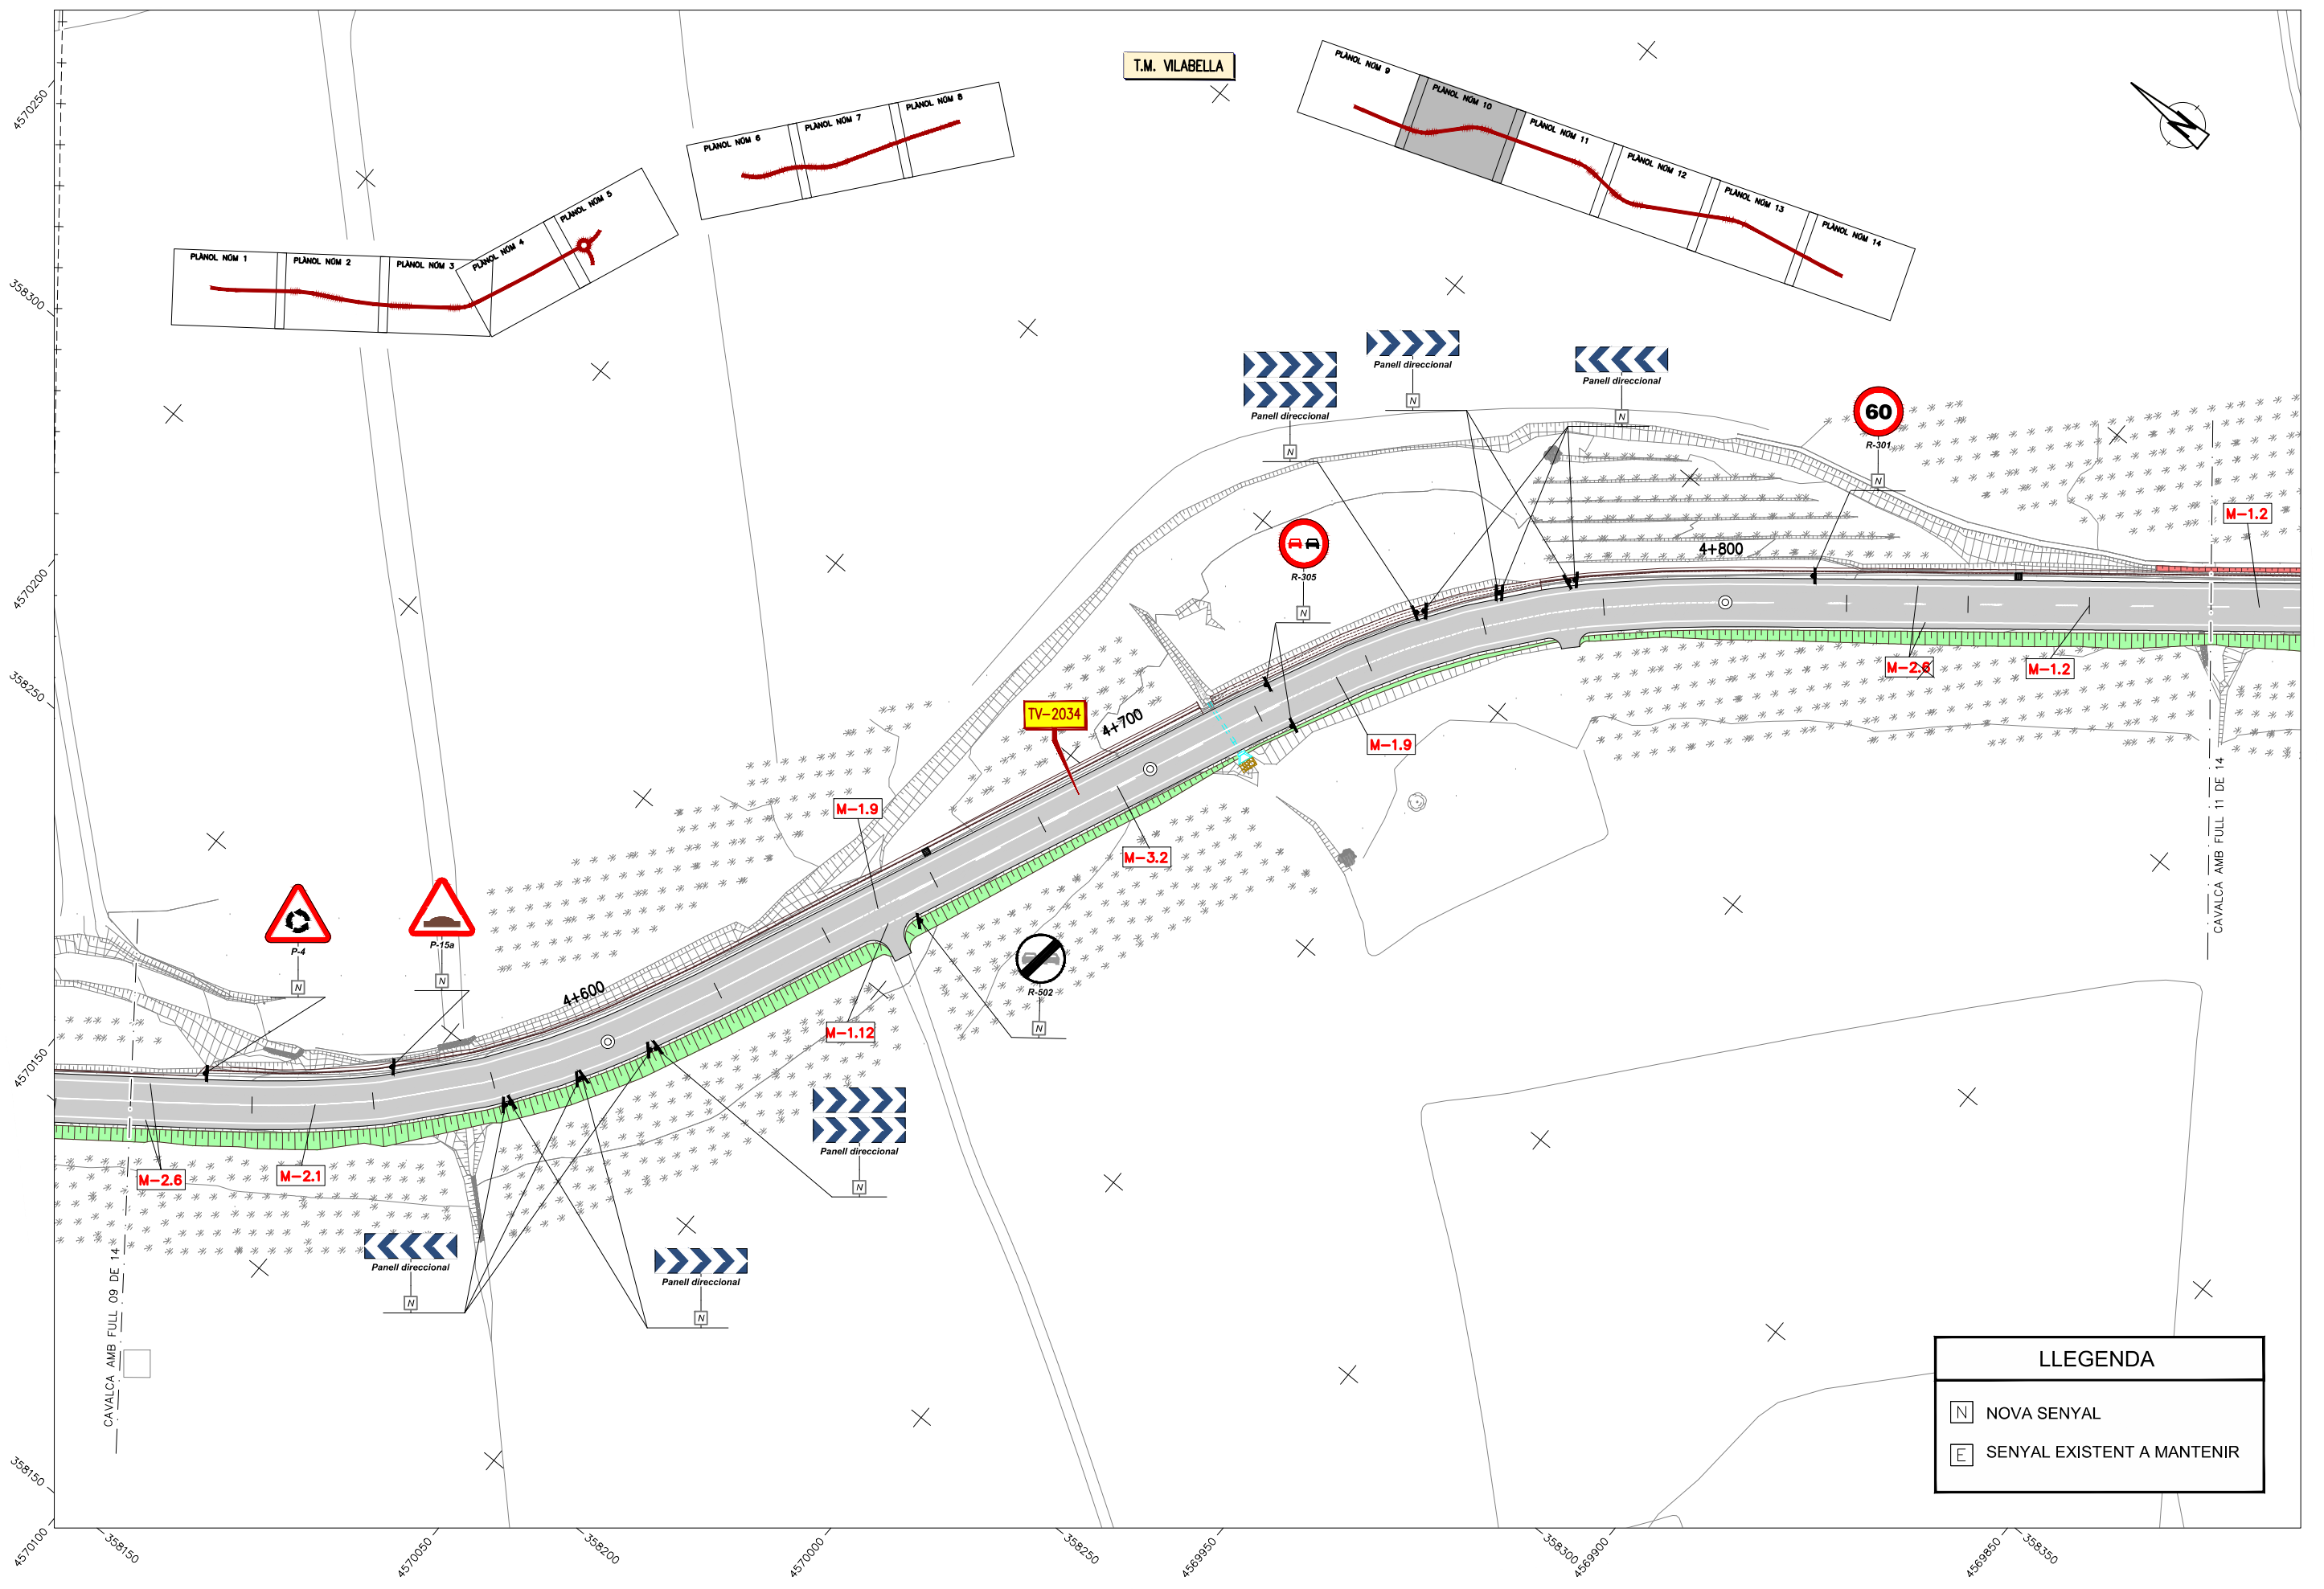 T.M. VILABELLA
PLÀNOL NÚM 1
PLÀNOL NÚM 2
PLÀNOL NÚM 3
PLÀNOL NÚM 4
PLÀNOL NÚM 5
PLÀNOL NÚM 6
PLÀNOL NÚM 7
PLÀNOL NÚM 8
PLÀNOL NÚM 9
PLÀNOL NÚM 10
PLÀNOL NÚM 11
PLÀNOL NÚM 12
PLÀNOL NÚM 13
PLÀNOL NÚM 14
N
4570250
358300
4570200
358250
4570150
358150
4570100
Panell direccional
N
Panell direccional
N
Panell direccional
N
60
R-301
N
R-305
N
4+800
M-1.2
M-2.6
M-1.2
M-1.9
TV-2034
4+700
M-1.9
M-3.2
P-4
N
P-15a
N
4+600
R-502
N
M-1.12
M-2.6
M-2.1
Panell direccional
N
Panell direccional
N
Panell direccional
N
CAVALCA AMB FULL 09 DE 14
CAVALCA AMB FULL 11 DE 14
LLEGENDA
N NOVA SENYAL
E SENYAL EXISTENT A MANTENIR
358150
4570050
358200
4570000
358250
4569950
358300
4569900
4569850
358350